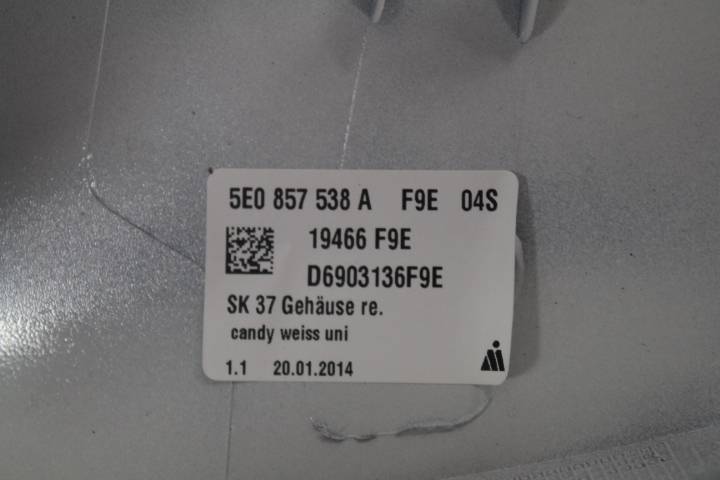 5E0 857 538 A F9E 04S
19466 F9E
D6903136F9E
SK 37 Gehäuse re.
candy weiss uni
1.1 20.01.2014